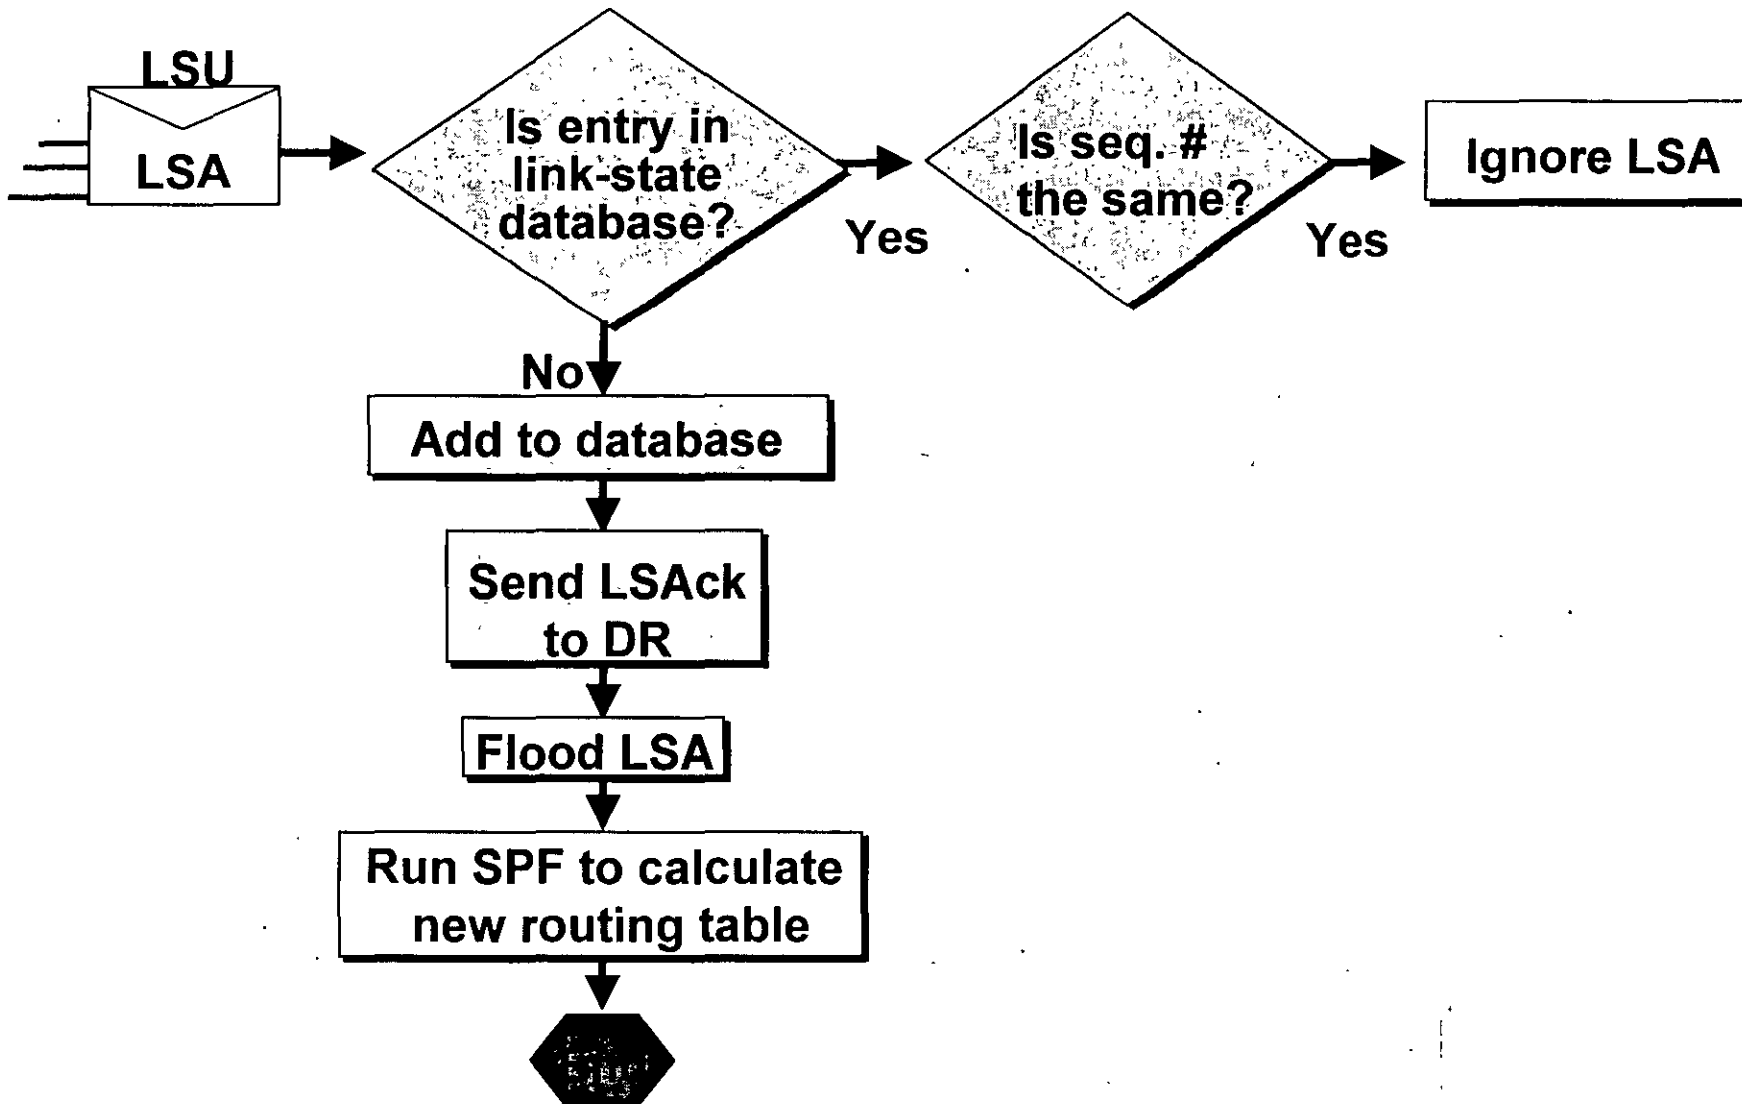 LSU
LSA
Is entry in
link-state
database?
Yes
Is seq. #
the same?
Yes
Ignore LSA
No
Add to database
Send LSAck
to DR
Flood LSA
Run SPF to calculate
new routing table